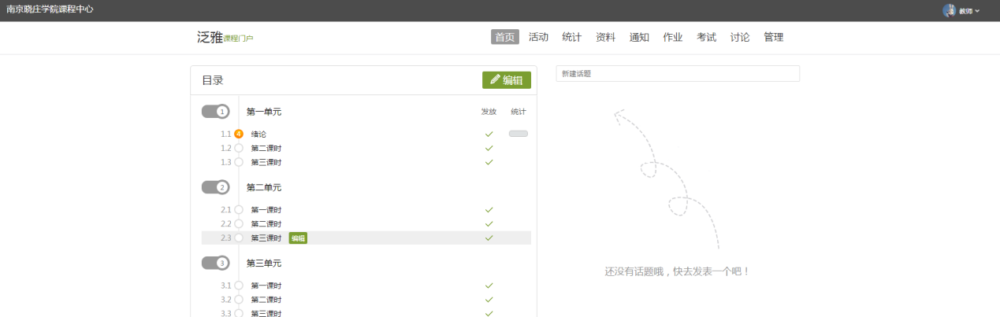 南京晓庄学院课程中心 教师
泛雅课程门户 首页 活动 统计 资料 通知 作业 考试 讨论 管理
目录 编辑
新建话题
1 第一单元 发放 统计
1.1 4 绪论
1.2 第二课时
1.3 第三课时
2 第二单元
2.1 第一课时
2.2 第二课时
2.3 第三课时 编辑
3 第三单元
还没有话题哦，快去发表一个吧！
3.1 第一课时
3.2 第二课时
3.3 第三课时